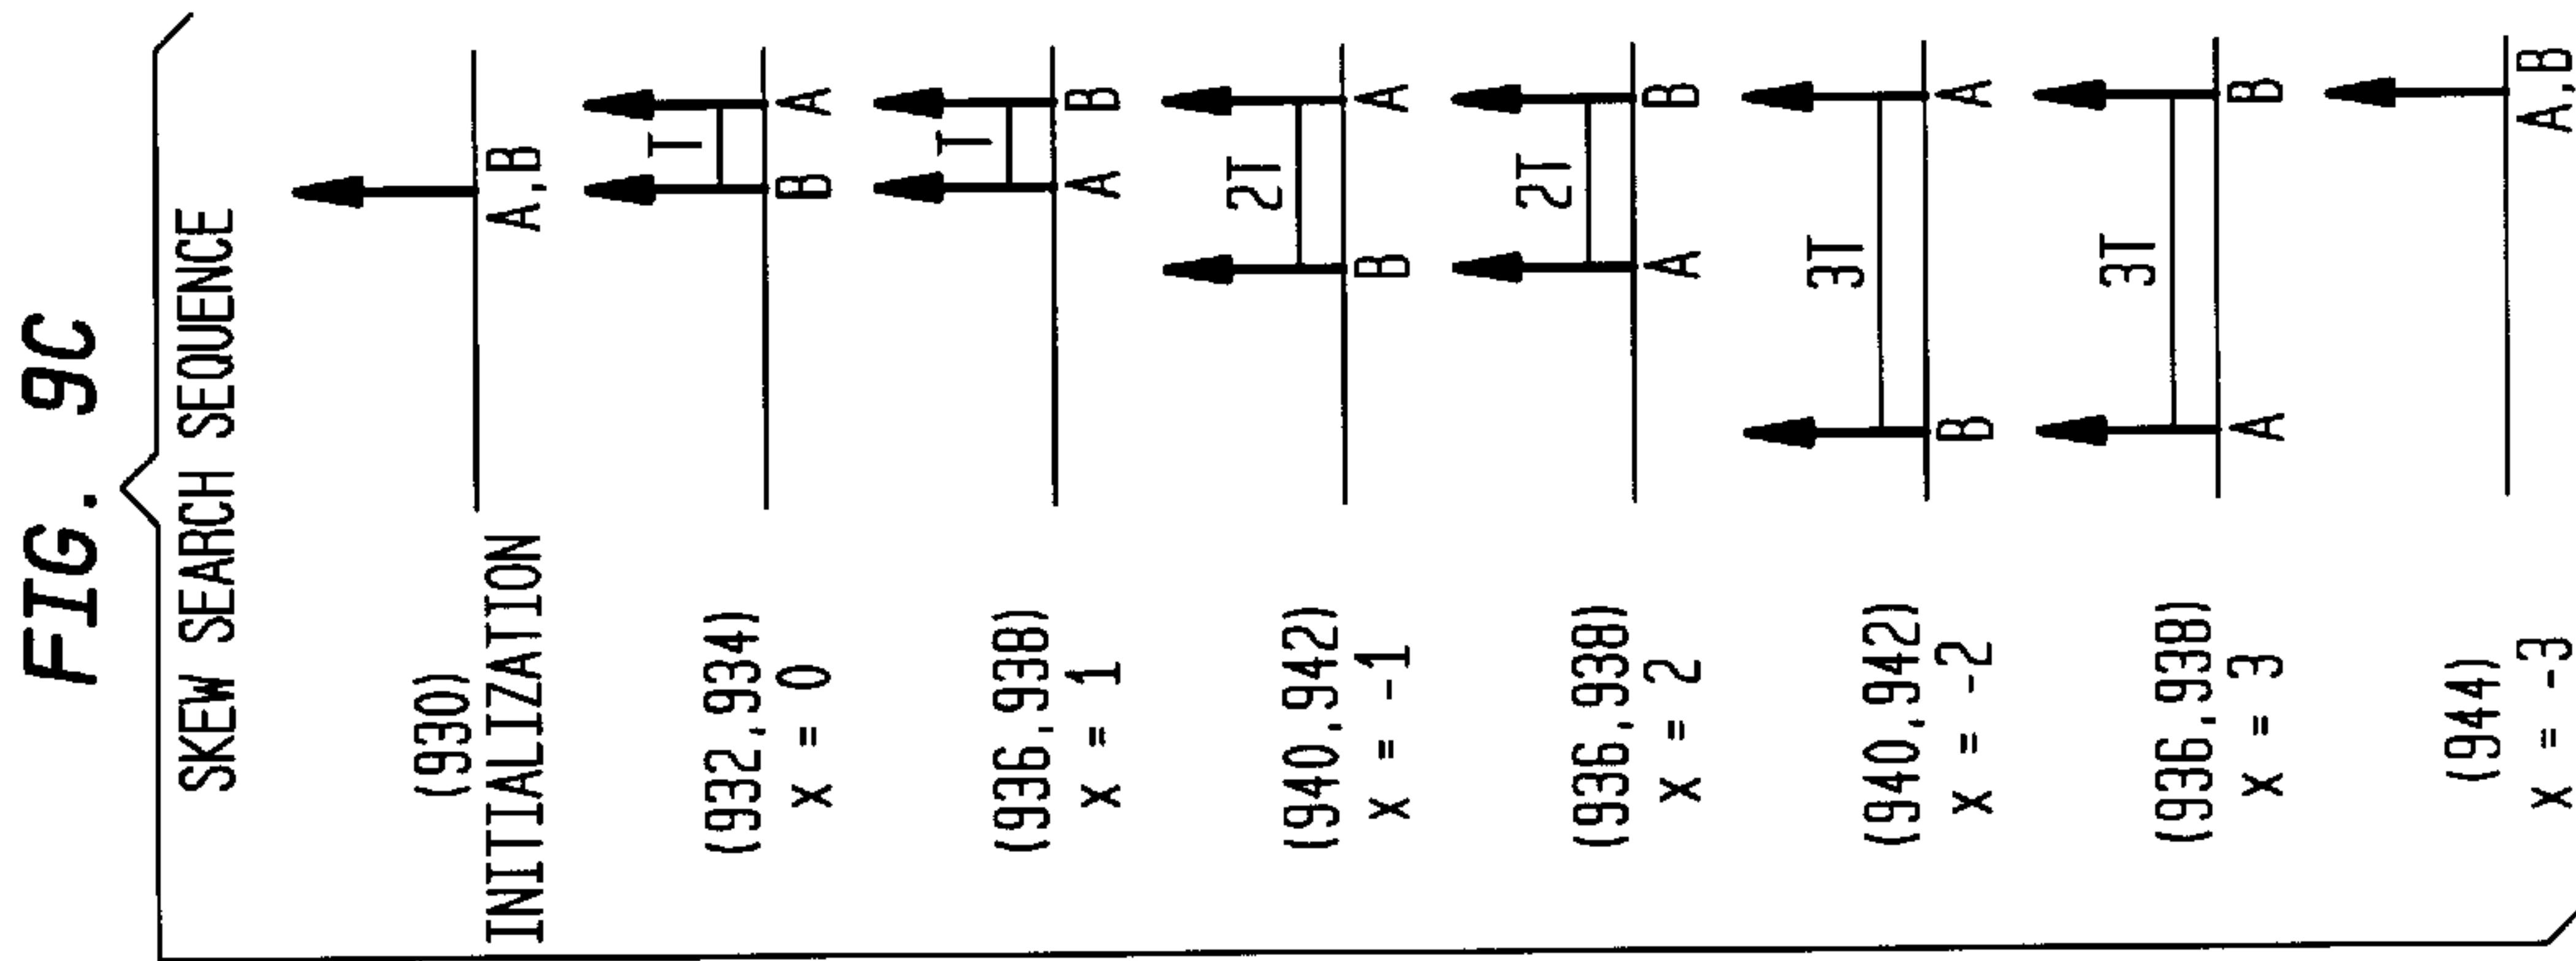 FIG. 9C
SKEW SEARCH SEQUENCE
(930)
INITIALIZATION
A,B
(932,934)
X = 0
T
B A
(936,938)
X = 1
T
A B
(940,942)
X = -1
2T
B A
(936,938)
X = 2
2T
A B
(940,942)
X = -2
3T
B A
(936,938)
X = 3
3T
A B
(944)
X = -3
A,B